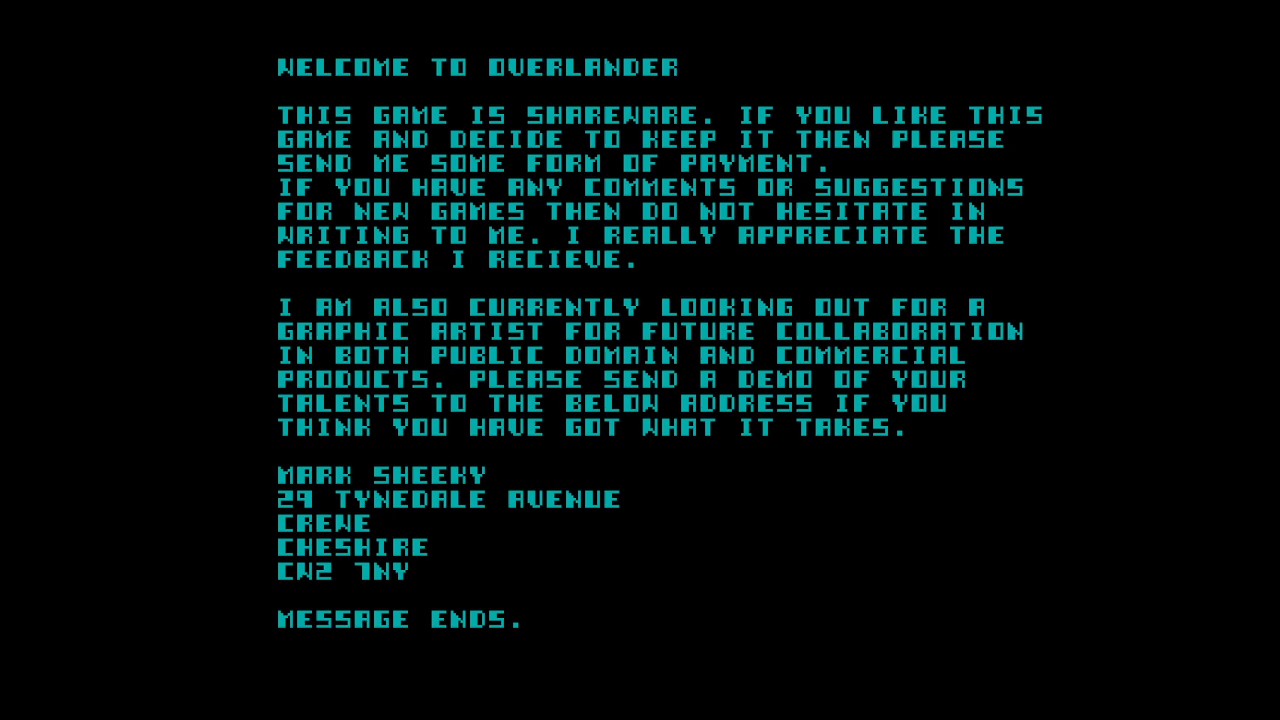 WELCOME TO OVERLANDER
THIS GAME IS SHAREWARE. IF YOU LIKE THIS
GAME AND DECIDE TO KEEP IT THEN PLEASE
SEND ME SOME FORM OF PAYMENT.
IF YOU HAVE ANY COMMENTS OR SUGGESTIONS
FOR NEW GAMES THEN DO NOT HESITATE IN
WRITING TO ME. I REALLY APPRECIATE THE
FEEDBACK I RECIEVE.
I AM ALSO CURRENTLY LOOKING OUT FOR A
GRAPHIC ARTIST FOR FUTURE COLLABORATION
IN BOTH PUBLIC DOMAIN AND COMMERCIAL
PRODUCTS. PLEASE SEND A DEMO OF YOUR
TALENTS TO THE BELOW ADDRESS IF YOU
THINK YOU HAVE GOT WHAT IT TAKES.
MARK SHEEKY
29 TYNEDALE AVENUE
CREWE
CHESHIRE
CW2 7NY
MESSAGE ENDS.